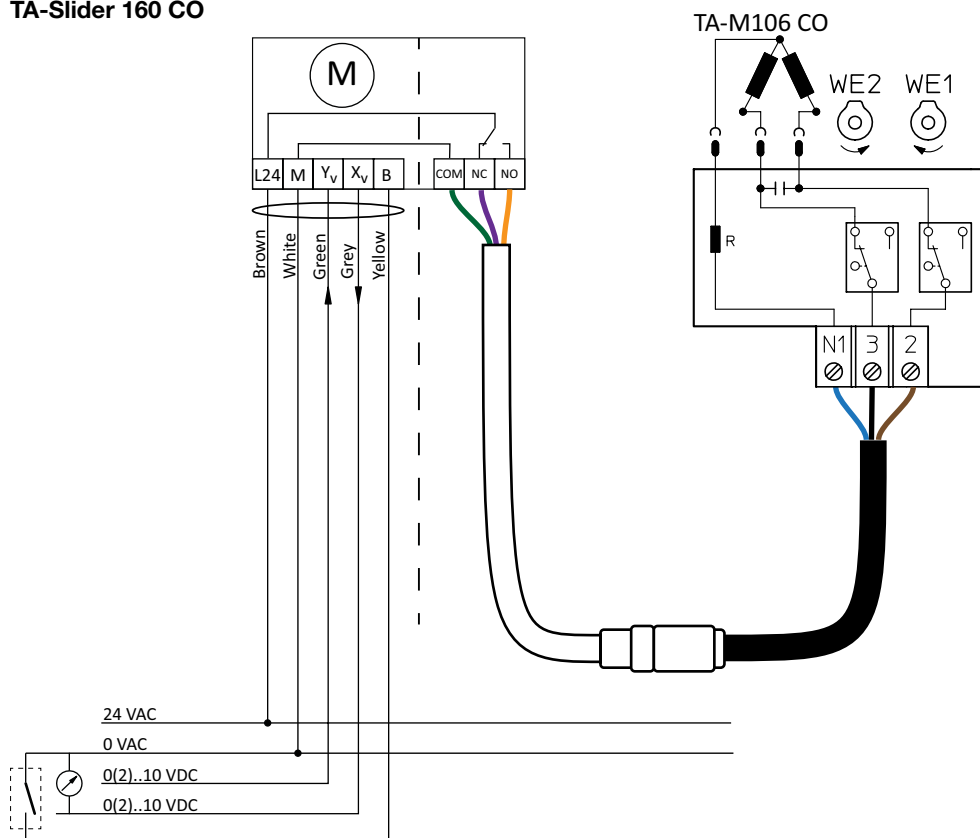 TA-Slider 160 CO
TA-M106 CO
M
WE2 WE1
L24 M Yv Xv B COM NC NO
R
Brown
White
Green
Grey
Yellow
N1 3 2
24 VAC
0 VAC
0(2)..10 VDC
0(2)..10 VDC